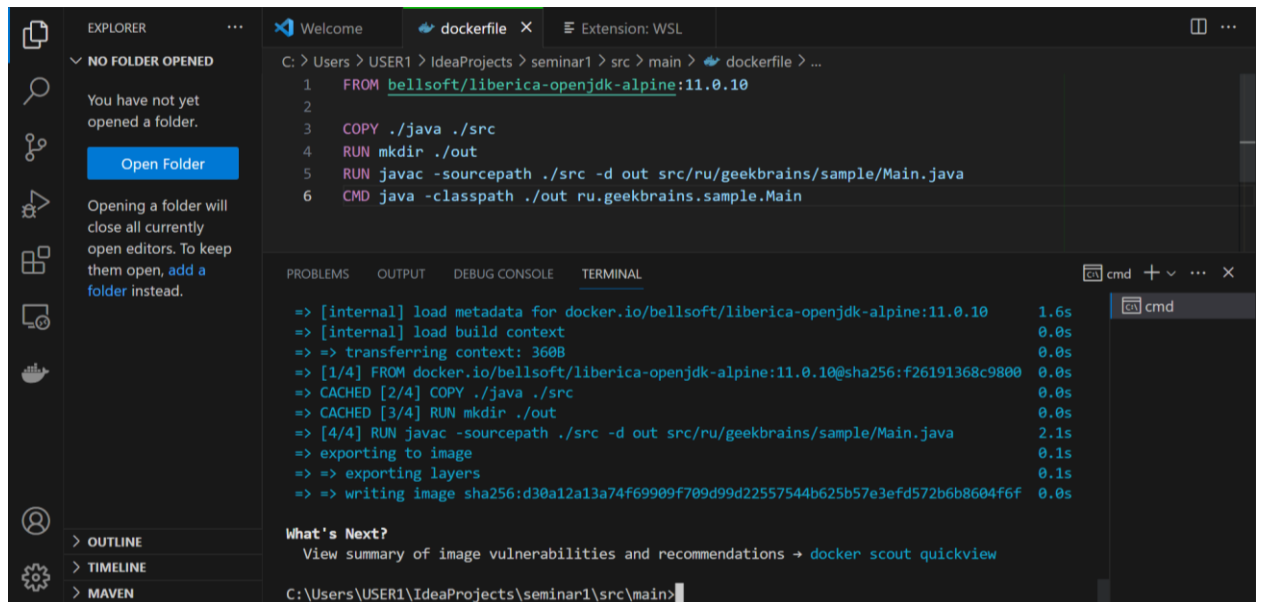 EXPLORER ···
NO FOLDER OPENED
You have not yet
opened a folder.
Open Folder
Opening a folder will
close all currently
open editors. To keep
them open, add a
folder instead.
OUTLINE
TIMELINE
MAVEN
Welcome dockerfile Extension: WSL
C: > Users > USER1 > IdeaProjects > seminar1 > src > main > dockerfile > ...
1 FROM bellsoft/liberica-openjdk-alpine:11.0.10
2
3 COPY ./java ./src
4 RUN mkdir ./out
5 RUN javac -sourcepath ./src -d out src/ru/geekbrains/sample/Main.java
6 CMD java -classpath ./out ru.geekbrains.sample.Main
PROBLEMS OUTPUT DEBUG CONSOLE TERMINAL cmd
=> [internal] load metadata for docker.io/bellsoft/liberica-openjdk-alpine:11.0.10 1.6s
=> [internal] load build context 0.0s
=> => transferring context: 360B 0.0s
=> [1/4] FROM docker.io/bellsoft/liberica-openjdk-alpine:11.0.10@sha256:f26191368c9800 0.0s
=> CACHED [2/4] COPY ./java ./src 0.0s
=> CACHED [3/4] RUN mkdir ./out 0.0s
=> [4/4] RUN javac -sourcepath ./src -d out src/ru/geekbrains/sample/Main.java 2.1s
=> exporting to image 0.1s
=> => exporting layers 0.1s
=> => writing image sha256:d30a12a13a74f69909f709d99d22557544b625b57e3efd572b6b8604f6f 0.0s
What's Next?
View summary of image vulnerabilities and recommendations → docker scout quickview
C:\Users\USER1\IdeaProjects\seminar1\src\main>
cmd